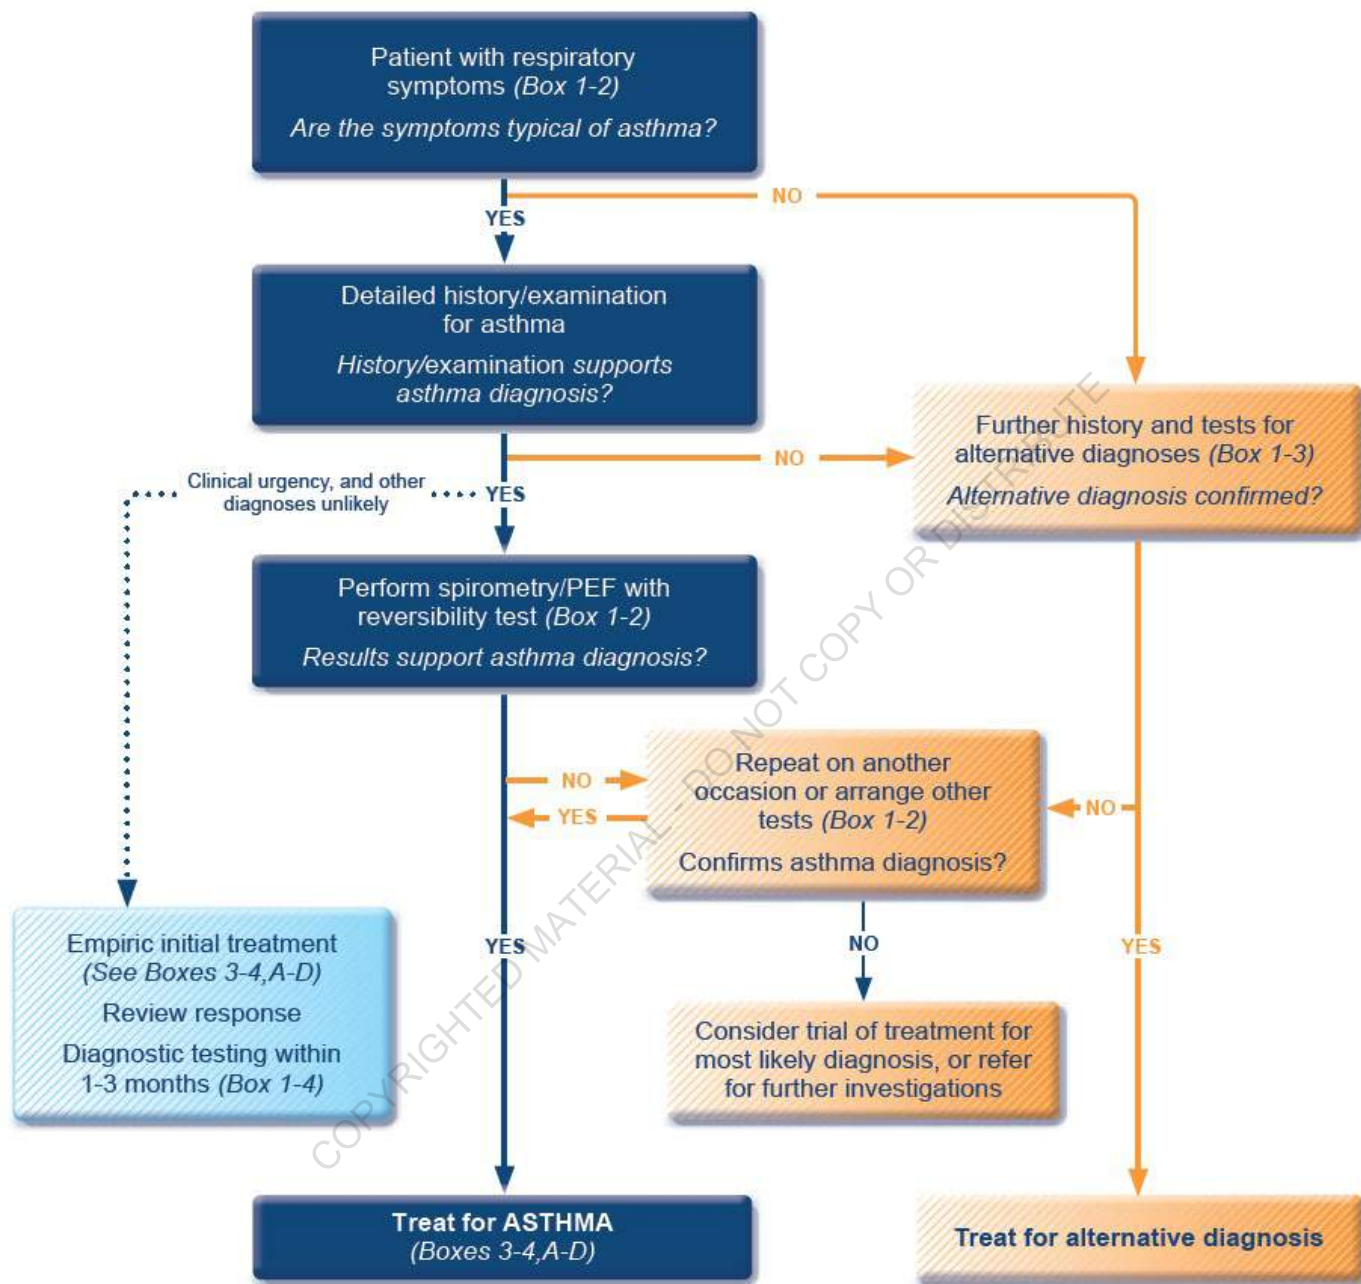 Patient with respiratory
symptoms (Box 1-2)
Are the symptoms typical of asthma?
NO
YES
Detailed history/examination
for asthma
History/examination supports
asthma diagnosis?
Further history and tests for
alternative diagnoses (Box 1-3)
Alternative diagnosis confirmed?
NO
Clinical urgency, and other
diagnoses unlikely
YES
Perform spirometry/PEF with
reversibility test (Box 1-2)
Results support asthma diagnosis?
Repeat on another
occasion or arrange other
tests (Box 1-2)
Confirms asthma diagnosis?
NO
YES
NO
Empiric initial treatment
(See Boxes 3-4,A-D)
Review response
Diagnostic testing within
1-3 months (Box 1-4)
YES
NO
YES
Consider trial of treatment for
most likely diagnosis, or refer
for further investigations
Treat for ASTHMA
(Boxes 3-4,A-D)
Treat for alternative diagnosis
COPYRIGHTED MATERIAL - DO NOT COPY OR DISTRIBUTE